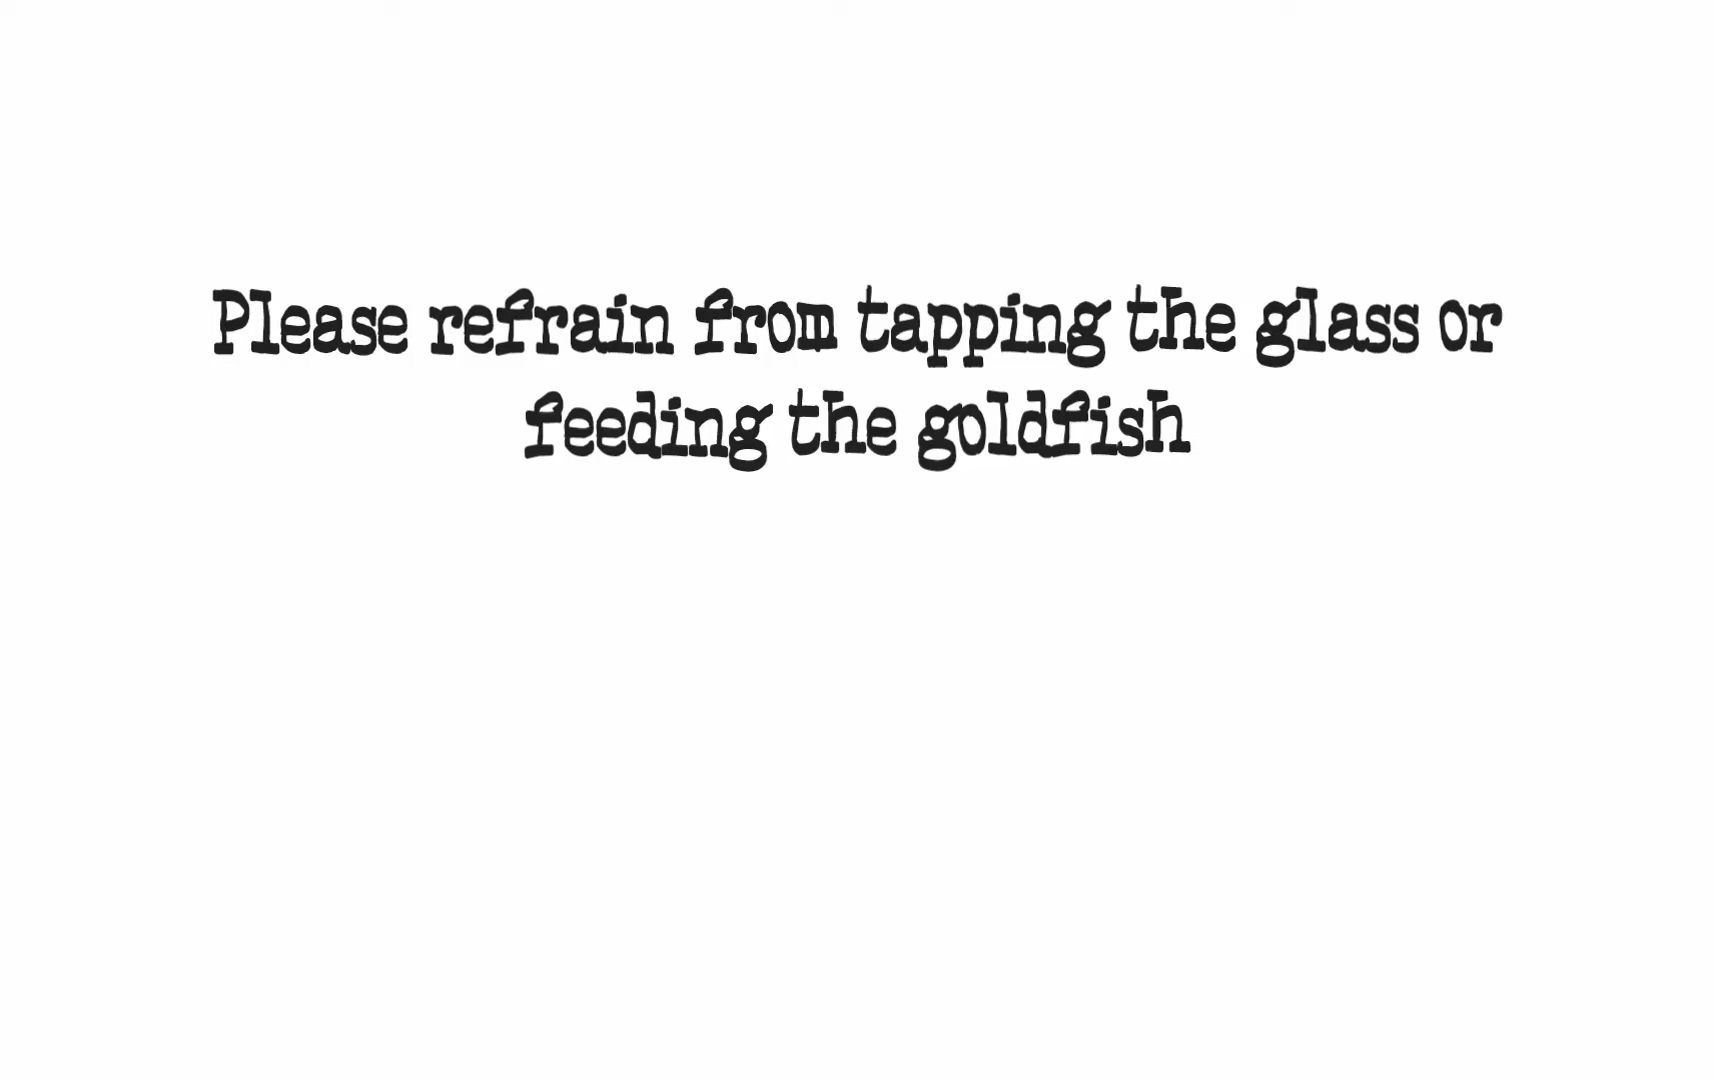 Please refrain from tapping the glass or
feeding the goldfish